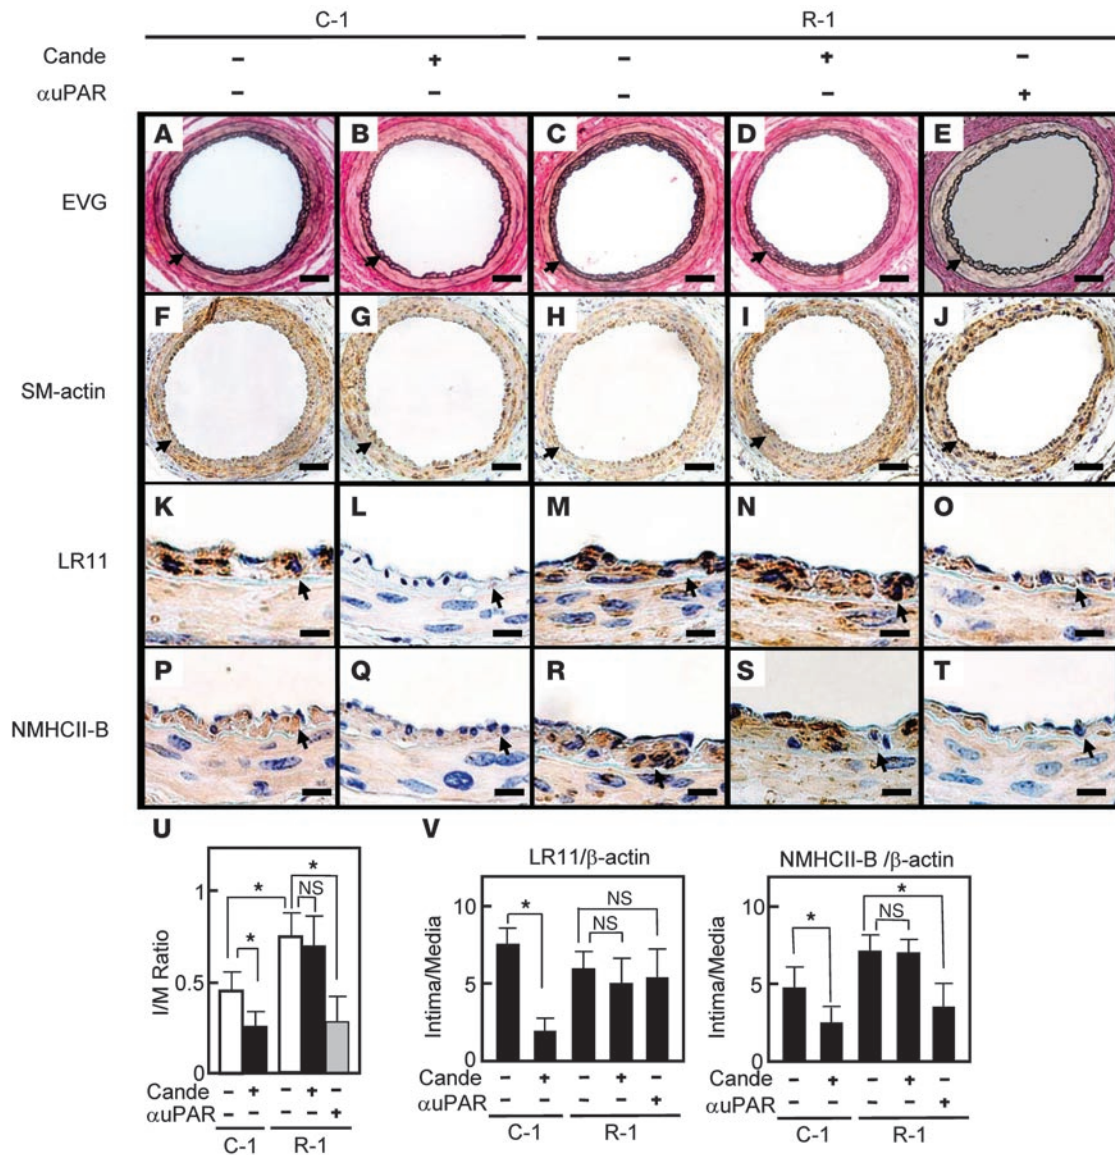 C-1 R-1
Cande - + - + -
αuPAR - - - - +
A B C D E
EVG
F G H I J
SM-actin
K L M N O
LR11
P Q R S T
NMHCII-B
U V
LR11/β-actin NMHCII-B /β-actin
1 * * NS *
0.5
0
I/M Ratio
Cande - + - + -
αuPAR - - - - +
C-1 R-1
10 * NS NS
5
0
Intima/Media
Cande - + - + -
αuPAR - - - - +
C-1 R-1
10 * NS *
5
0
Intima/Media
- + - + -
- - - - +
C-1 R-1